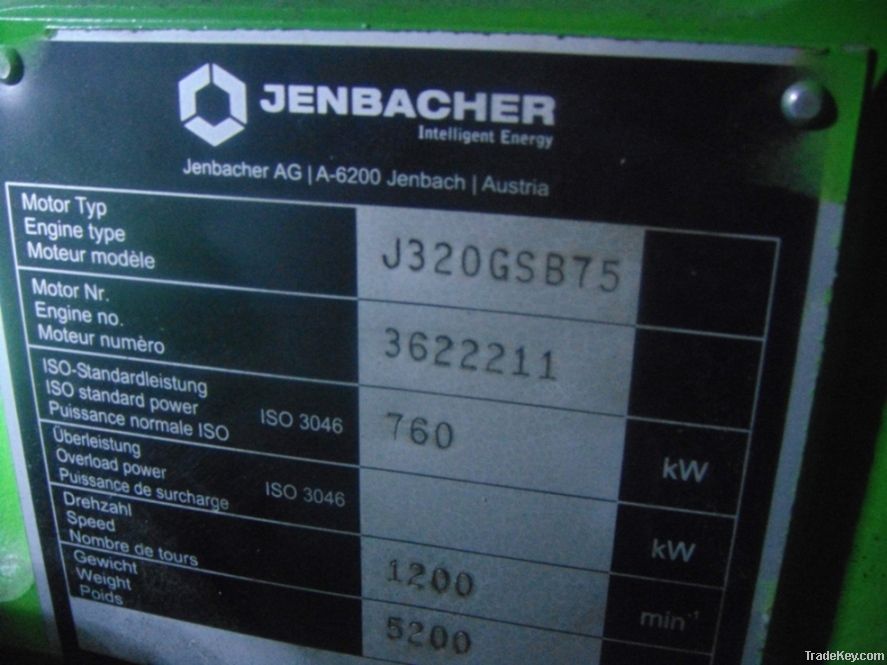 JENBACHER
Intelligent Energy
Jenbacher AG | A-6200 Jenbach | Austria
Motor Typ
Engine type
Moteur modèle
J320GSB75
Motor Nr.
Engine no.
Moteur numèro
3622211
ISO-Standardleistung
ISO standard power
Puissance normale ISO
ISO 3046
760
kW
Überleistung
Overload power
Puissance de surcharge
ISO 3046
kW
Drehzahl
Speed
Nombre de tours
1200
min⁻¹
Gewicht
Weight
Poids
5200
TradeKey.com